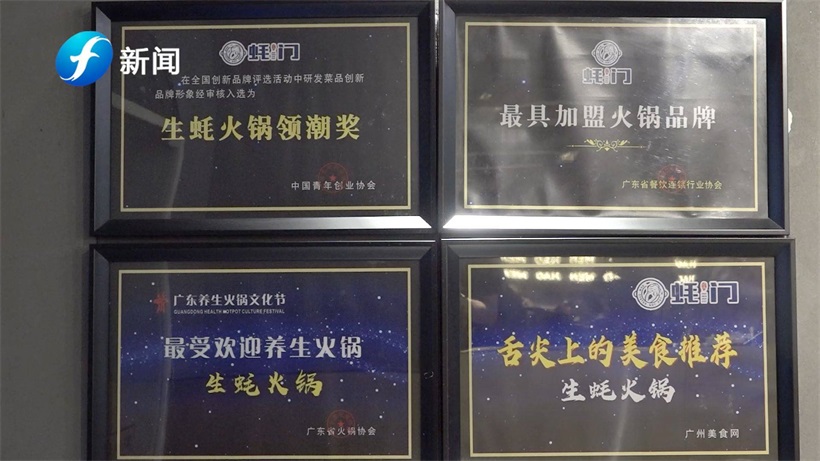 新闻
蚝门
在全国创新品牌评选活动中研发菜品创新
品牌形象经审核入选为
生蚝火锅领潮奖
中国青年创业协会
蚝门
最具加盟火锅品牌
广东省餐饮连锁行业协会
广东养生火锅文化节
GUANGDONG HEALTH HOTPOT CULTURE FESTIVAL
最受欢迎养生火锅
生蚝火锅
广东省火锅协会
蚝门
舌尖上的美食推荐
生蚝火锅
广州美食网